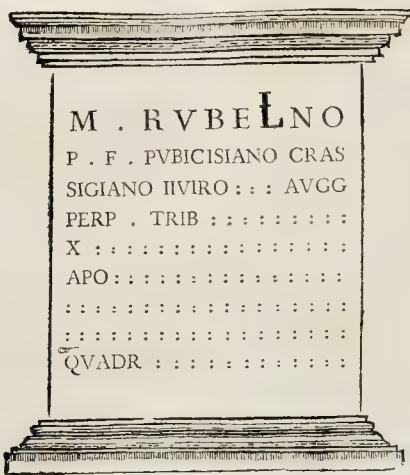 M . RVBELNO
P . F . PVBICISIANO CRAS
SIGIANO IIVIRO : : : AVGG
PERP . TRIB : : : : : : : : :
X : : : : : : : : : : : : : : : :
APO : : : : : : : : : : : : : :
: : : : : : : : : : : : : : : : :
: : : : : : : : : : : : : : : : :
QVADR : : : : : : : : : : : :